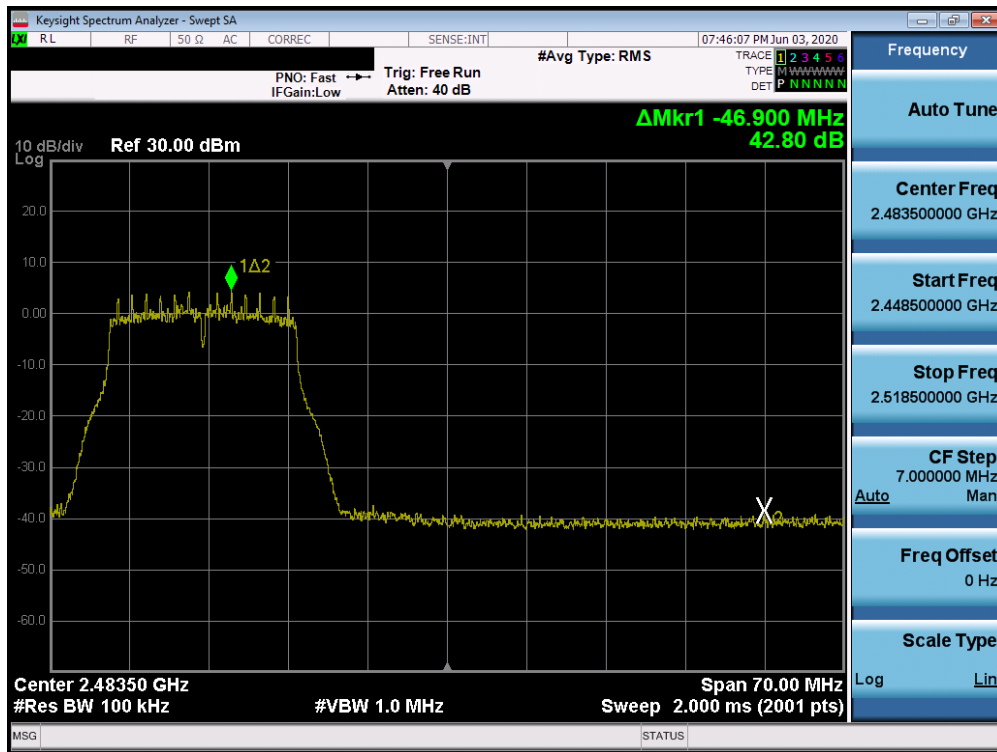 Keysight Spectrum Analyzer - Swept SA
LXI RL RF 50 Ω AC CORREC SENSE:INT 07:46:07 PM Jun 03, 2020
#Avg Type: RMS
TRACE 1 2 3 4 5 6
TYPE M WWWWW
DET P N N N N N
PNO: Fast
IFGain:Low
Trig: Free Run
Atten: 40 dB
ΔMkr1 -46.900 MHz
42.80 dB
10 dB/div Ref 30.00 dBm
Log
20.0
10.0
0.00
-10.0
-20.0
-30.0
-40.0
-50.0
-60.0
1Δ2
X2
Center 2.48350 GHz Span 70.00 MHz
#Res BW 100 kHz #VBW 1.0 MHz Sweep 2.000 ms (2001 pts)
MSG STATUS
Frequency
Auto Tune
Center Freq
2.483500000 GHz
Start Freq
2.448500000 GHz
Stop Freq
2.518500000 GHz
CF Step
7.000000 MHz
Auto Man
Freq Offset
0 Hz
Scale Type
Log Lin